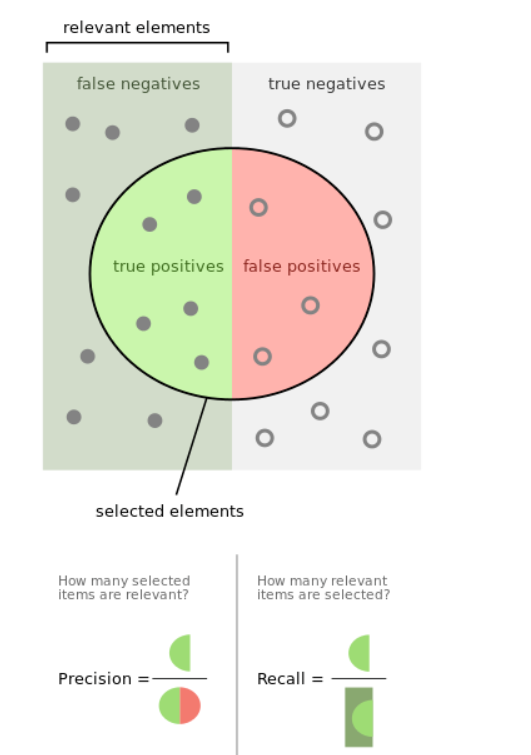 relevant elements
false negatives
true negatives
true positives
false positives
selected elements
How many selected
items are relevant?
How many relevant
items are selected?
Precision =
Recall =